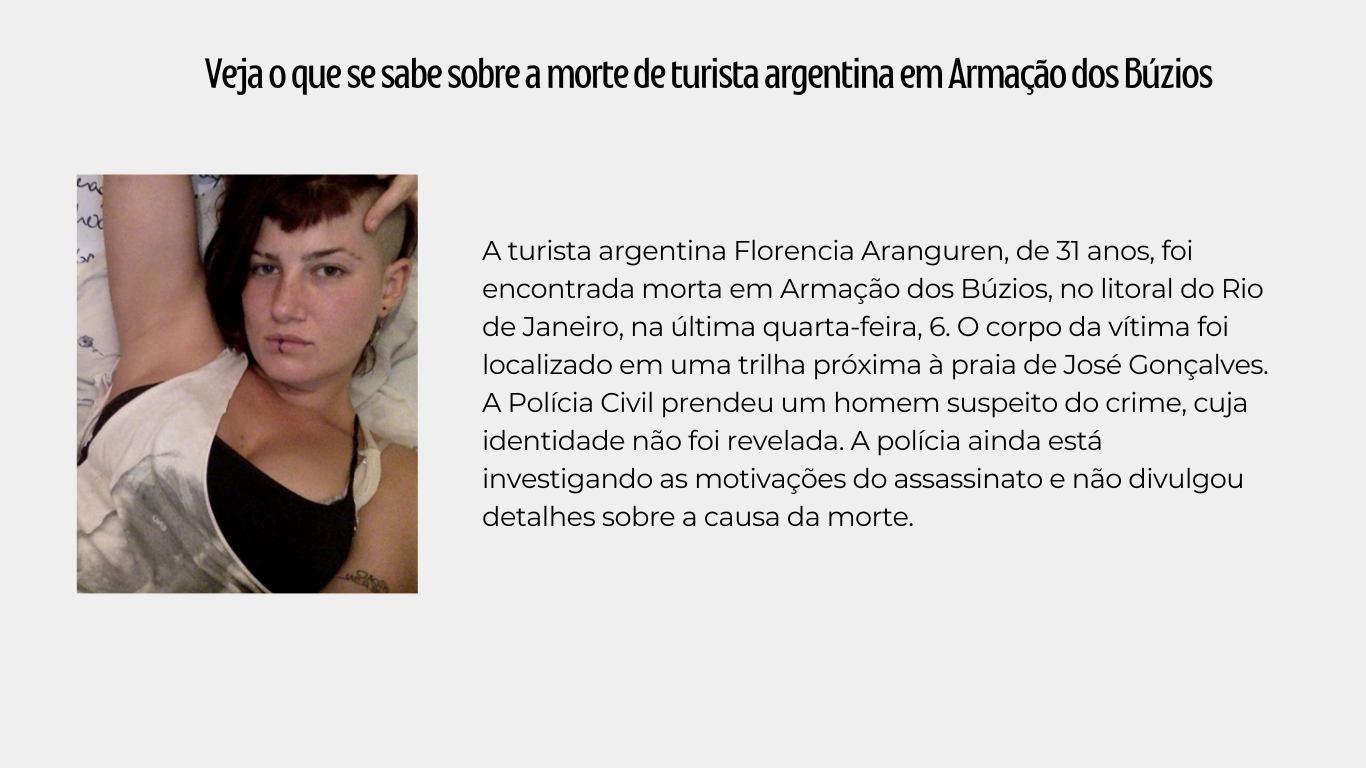 Veja o que se sabe sobre a morte de turista argentina em Armação dos Búzios
A turista argentina Florencia Aranguren, de 31 anos, foi
encontrada morta em Armação dos Búzios, no litoral do Rio
de Janeiro, na última quarta-feira, 6. O corpo da vítima foi
localizado em uma trilha próxima à praia de José Gonçalves.
A Polícia Civil prendeu um homem suspeito do crime, cuja
identidade não foi revelada. A polícia ainda está
investigando as motivações do assassinato e não divulgou
detalhes sobre a causa da morte.